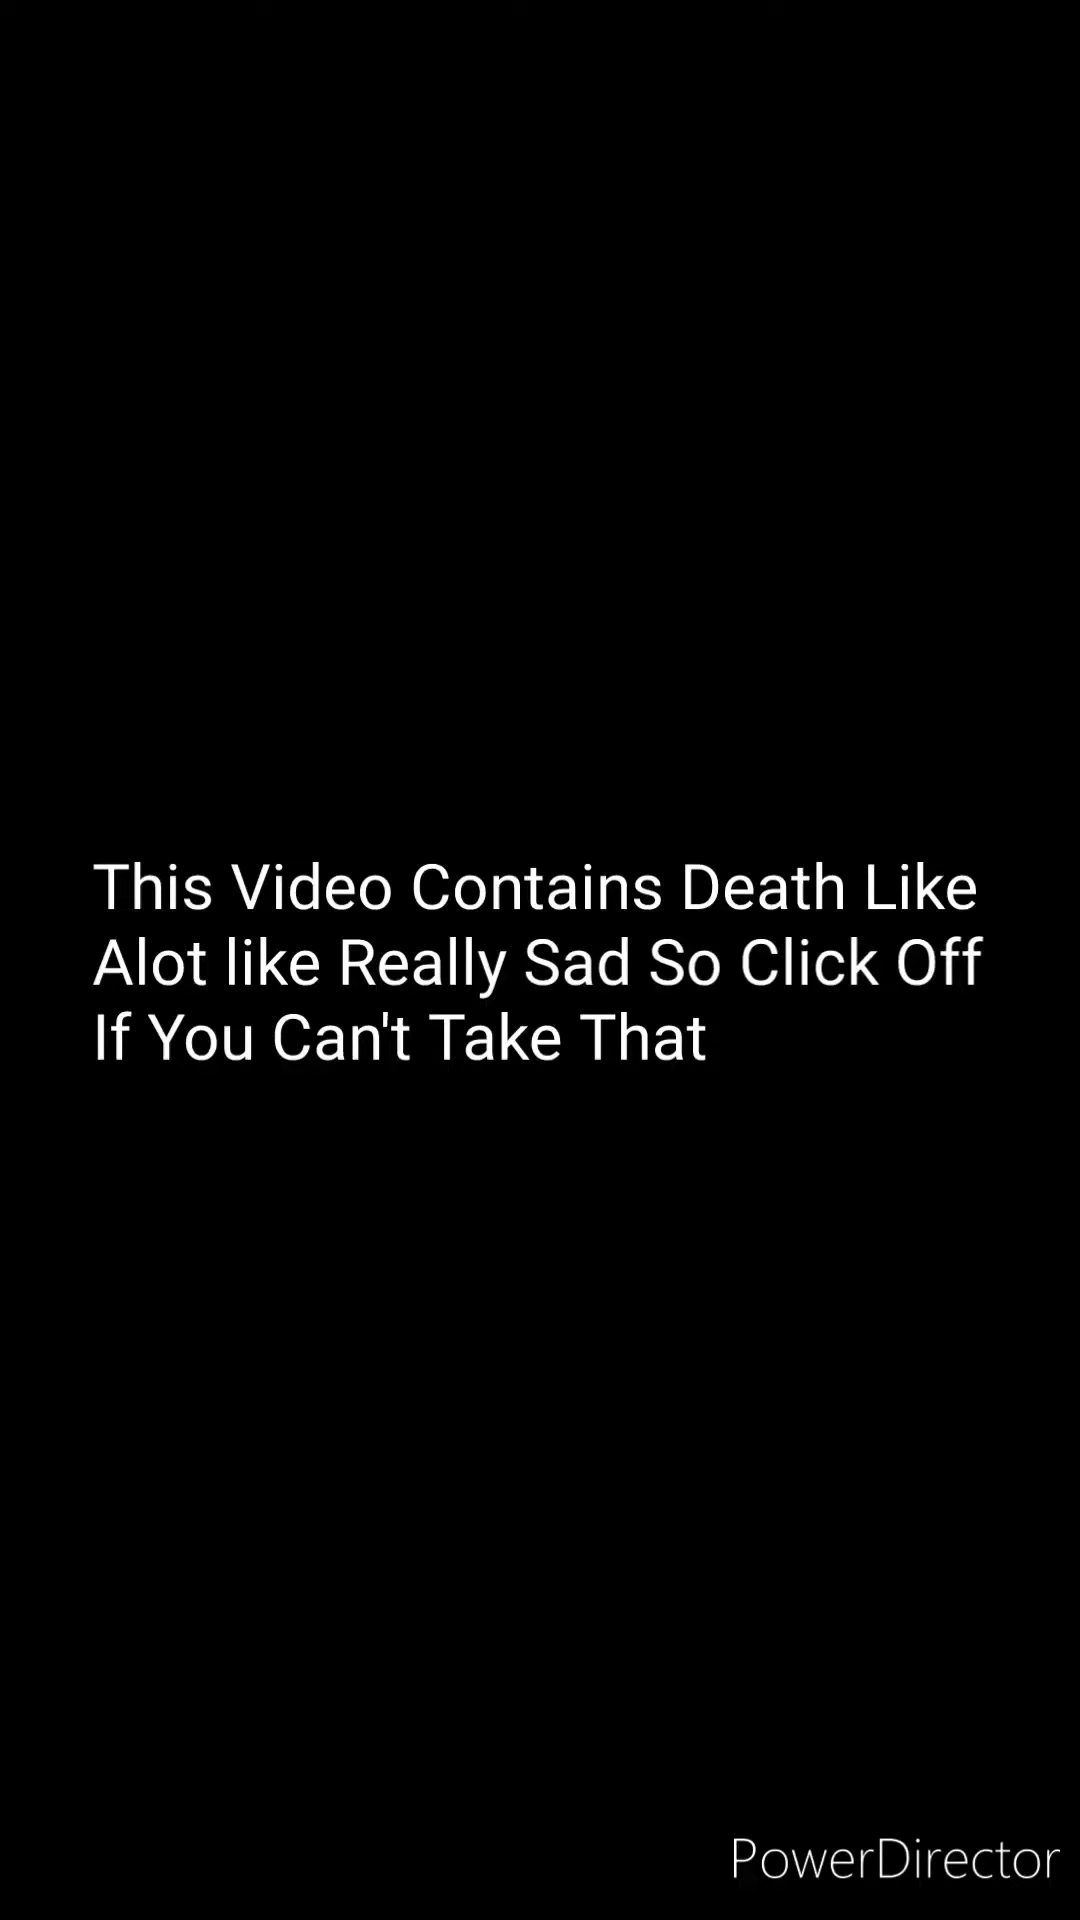 This Video Contains Death Like
Alot like Really Sad So Click Off
If You Can't Take That
PowerDirector